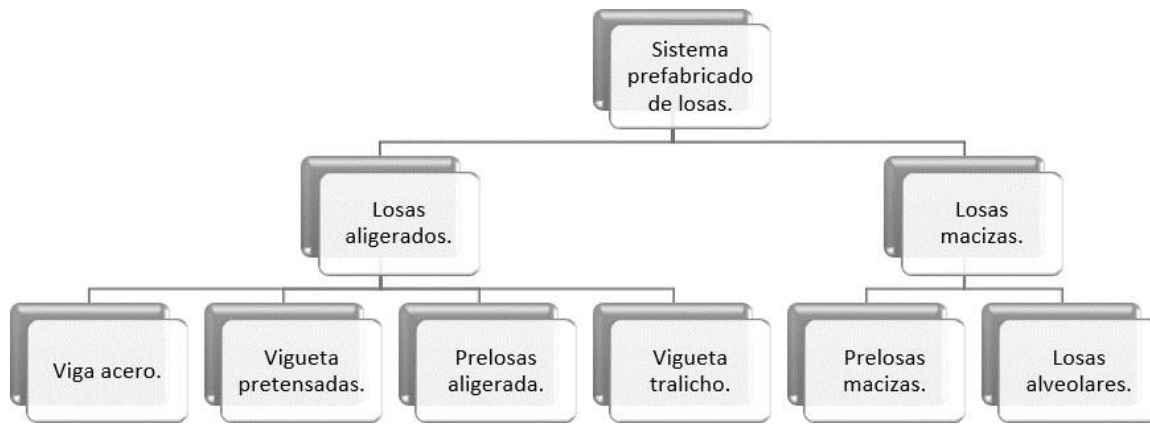 Sistema
prefabricado
de losas.
Losas
aligerados.
Losas
macizas.
Viga acero.
Vigueta
pretensadas.
Prelosas
aligerada.
Vigueta
tralicho.
Prelosas
macizas.
Losas
alveolares.